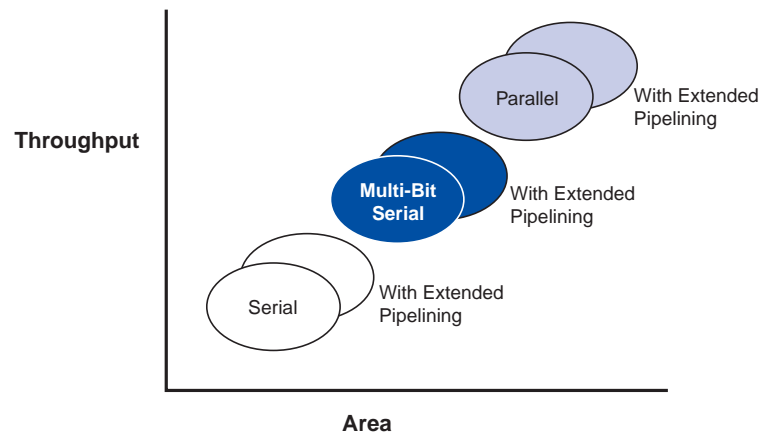 Parallel
With Extended
Pipelining
Throughput
Multi-Bit
Serial
With Extended
Pipelining
Serial
With Extended
Pipelining
Area